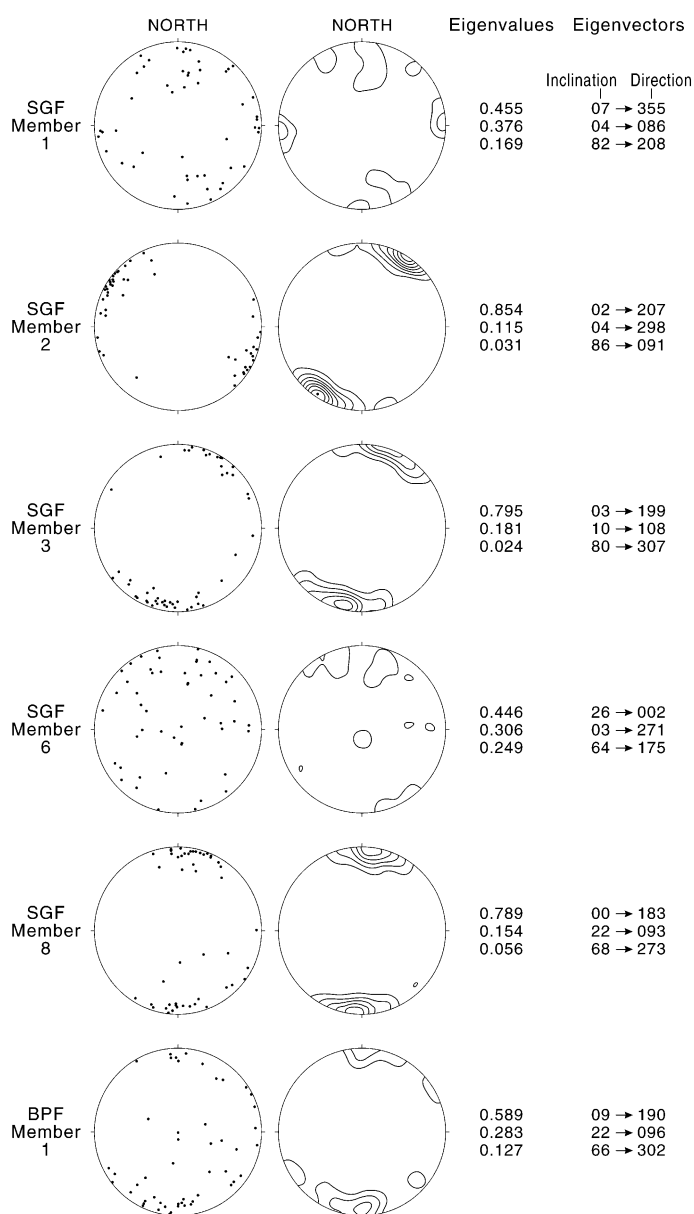 NORTH NORTH Eigenvalues Eigenvectors
Inclination Direction
SGF
Member
1
0.455 07 → 355
0.376 04 → 086
0.169 82 → 208
SGF
Member
2
0.854 02 → 207
0.115 04 → 298
0.031 86 → 091
SGF
Member
3
0.795 03 → 199
0.181 10 → 108
0.024 80 → 307
SGF
Member
6
0.446 26 → 002
0.306 03 → 271
0.249 64 → 175
SGF
Member
8
0.789 00 → 183
0.154 22 → 093
0.056 68 → 273
BPF
Member
1
0.589 09 → 190
0.283 22 → 096
0.127 66 → 302